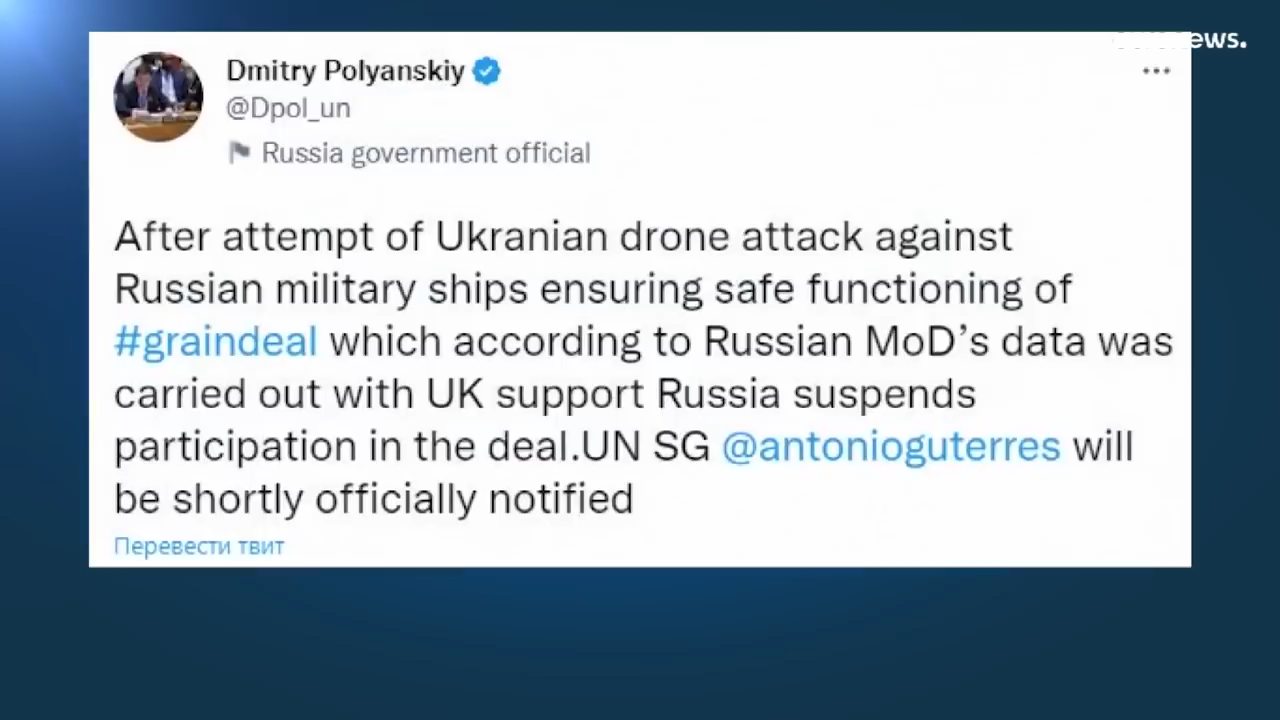 euronews.
Dmitry Polyanskiy
@Dpol_un
Russia government official
After attempt of Ukranian drone attack against
Russian military ships ensuring safe functioning of
#graindeal which according to Russian MoD’s data was
carried out with UK support Russia suspends
participation in the deal.UN SG @antonioguterres will
be shortly officially notified
Перевести твит